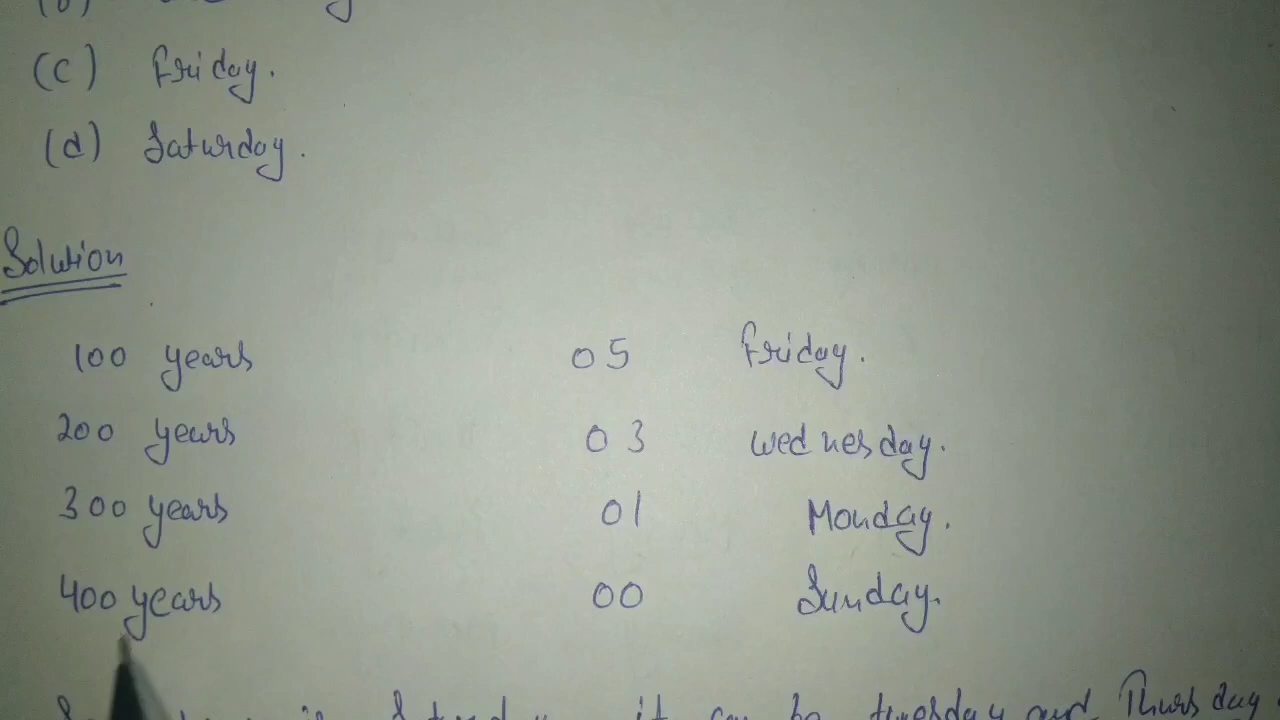 (c) Friday.
(d) Saturday.
Solution
100 years 05 Friday.
200 years 03 Wednesday.
300 years 01 Monday.
400 years 00 Sunday.
it can be tuesday and Thursday